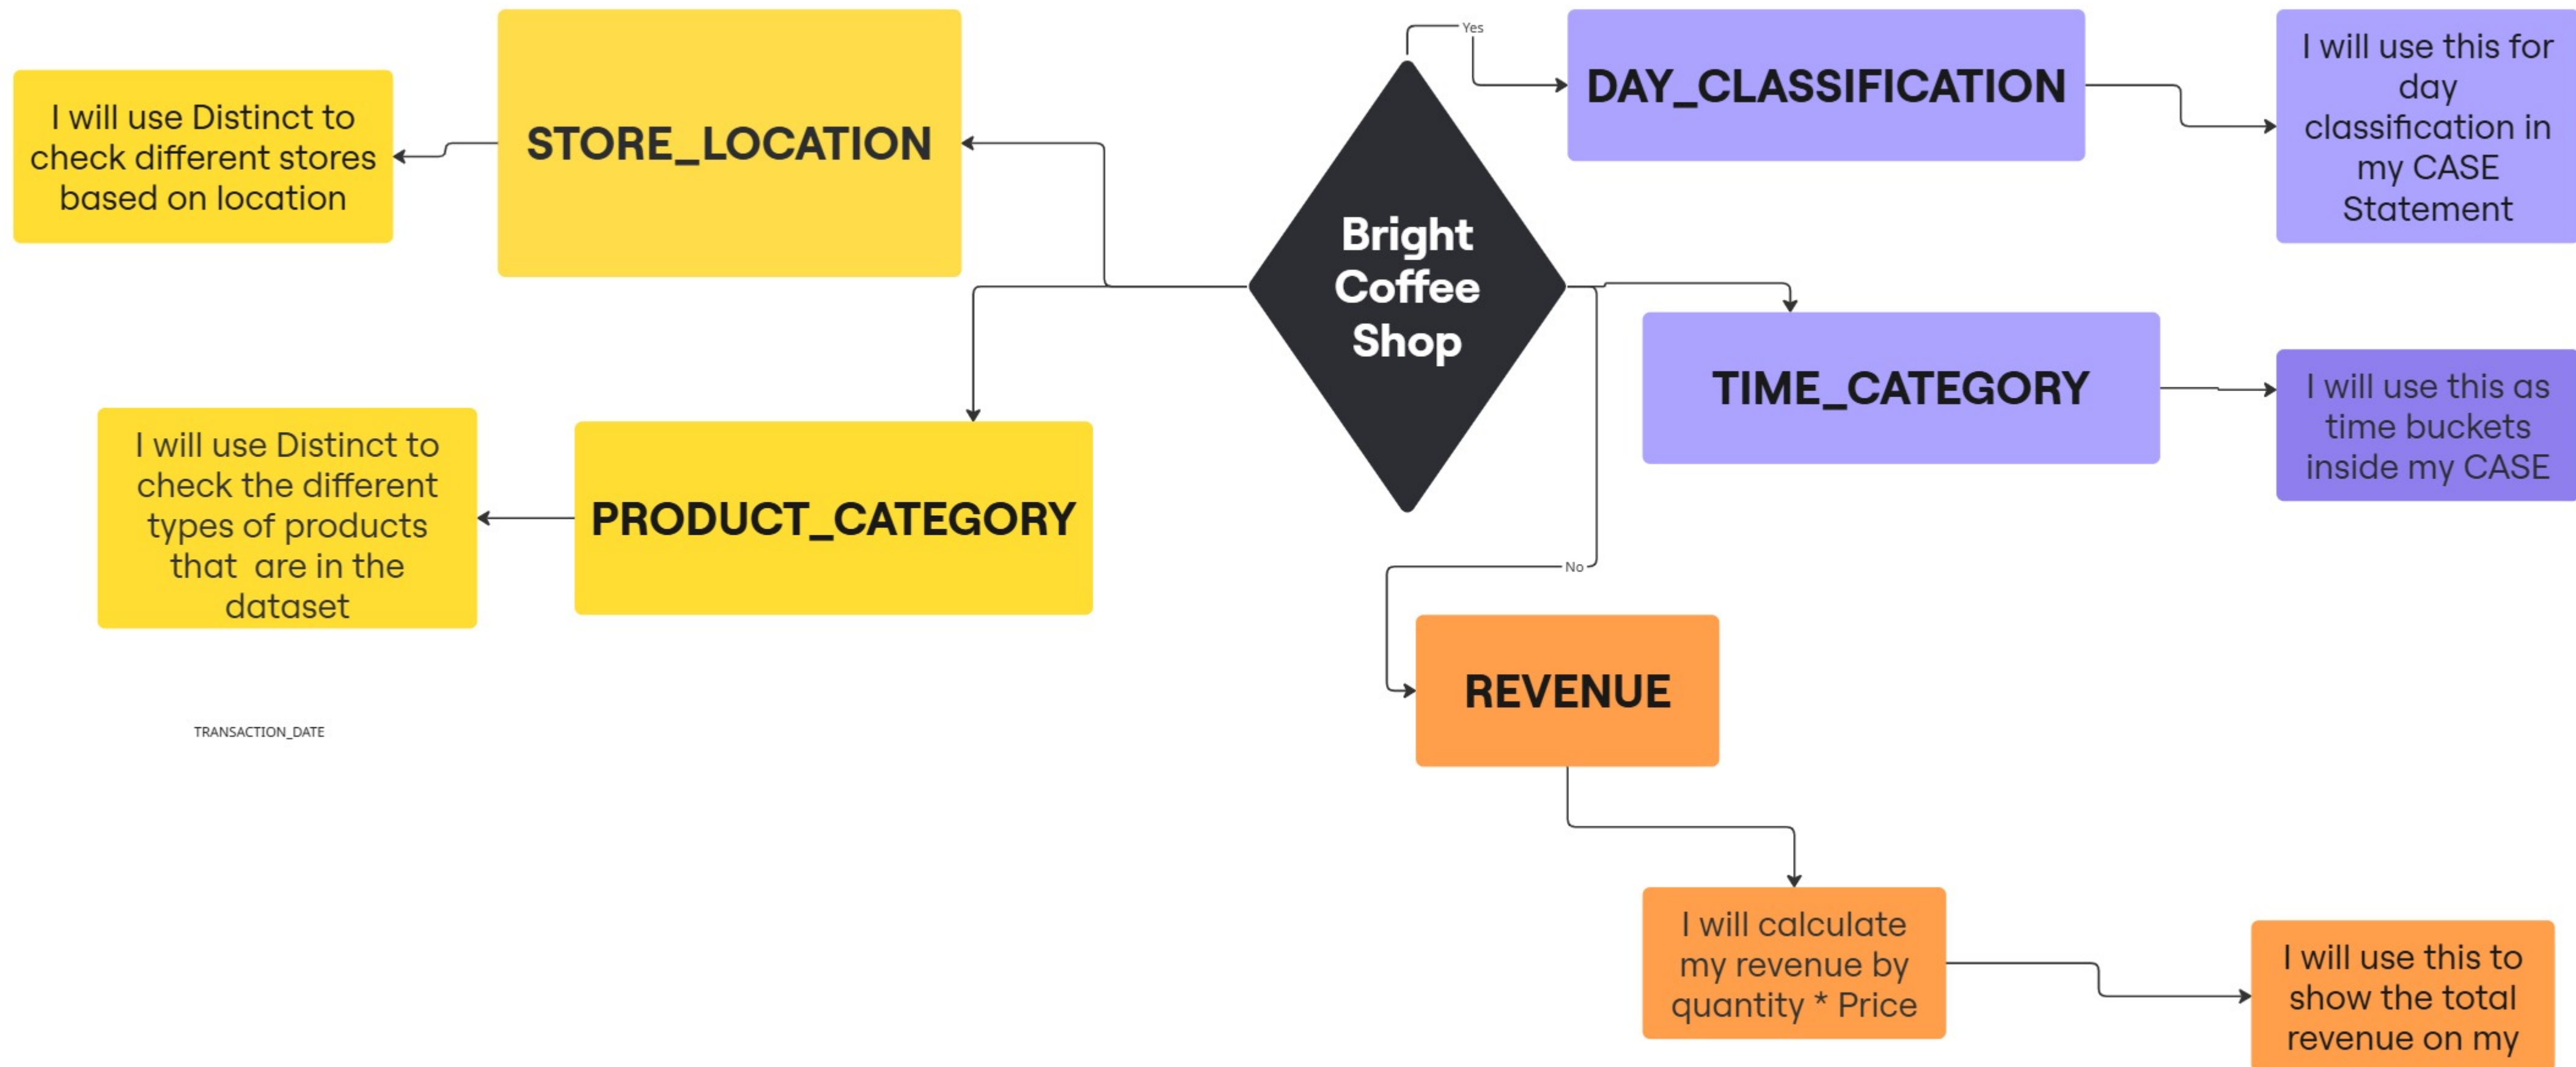 I will use Distinct to
check different stores
based on location
STORE_LOCATION
Yes
DAY_CLASSIFICATION
I will use this for
day
classification in
my CASE
Statement
Bright
Coffee
Shop
TIME_CATEGORY
I will use this as
time buckets
inside my CASE
I will use Distinct to
check the different
types of products
that  are in the
dataset
PRODUCT_CATEGORY
No
REVENUE
TRANSACTION_DATE
I will calculate
my revenue by
quantity * Price
I will use this to
show the total
revenue on my